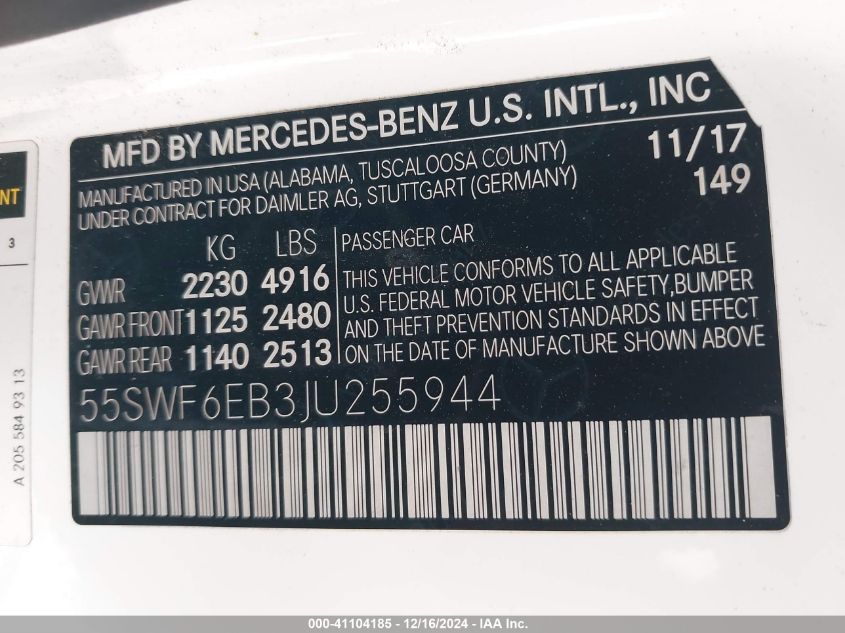 MFD BY MERCEDES-BENZ U.S. INTL., INC
MANUFACTURED IN USA (ALABAMA, TUSCALOOSA COUNTY) 11/17
UNDER CONTRACT FOR DAIMLER AG, STUTTGART (GERMANY) 149
KG LBS
GVWR 2230 4916
GAWR FRONT 1125 2480
GAWR REAR 1140 2513
PASSENGER CAR
THIS VEHICLE CONFORMS TO ALL APPLICABLE
U.S. FEDERAL MOTOR VEHICLE SAFETY,BUMPER
AND THEFT PREVENTION STANDARDS IN EFFECT
ON THE DATE OF MANUFACTURE SHOWN ABOVE
55SWF6EB3JU255944
3
A 205 584 93 13
000-41104185 - 12/16/2024 - IAA Inc.